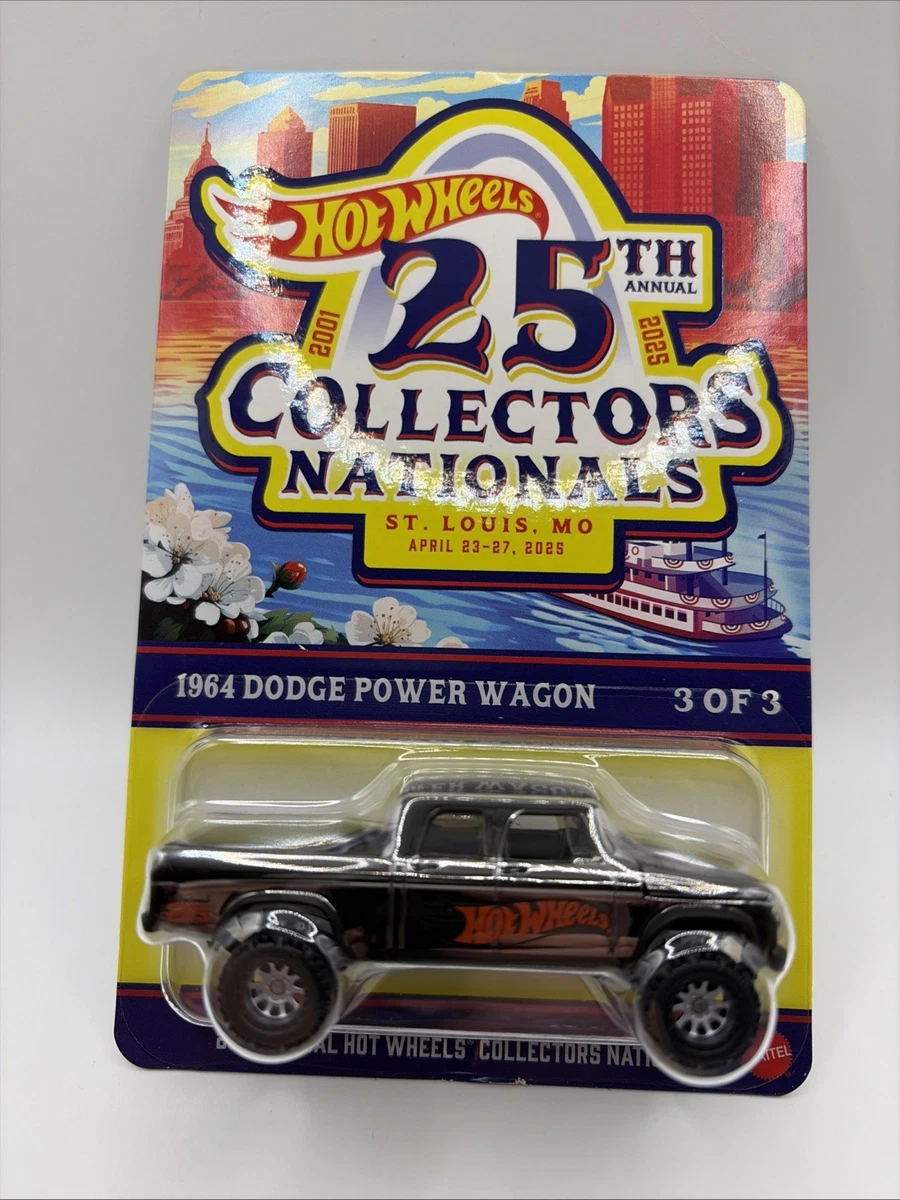 HOT WHEELS
25TH
ANNUAL
2001
2025
COLLECTORS
NATIONALS
ST. LOUIS, MO
APRIL 23-27, 2025
1964 DODGE POWER WAGON 3 OF 3
HOT WHEELS
HOT WHEELS COLLECTORS